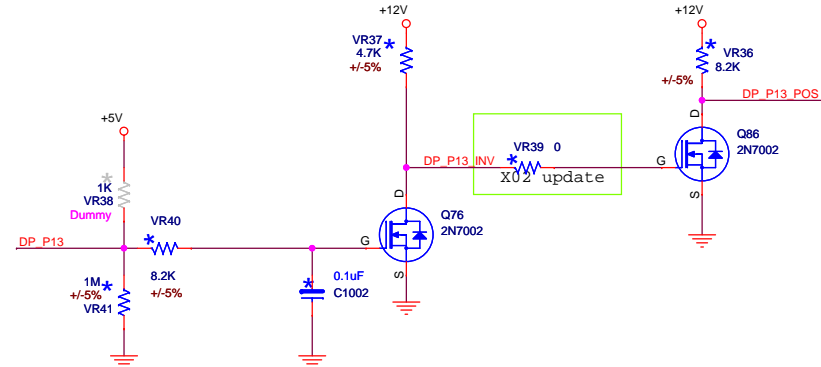 +12V
+12V
VR37
4.7K
+/-5%
*
*
VR36
8.2K
+/-5%
DP_P13_POS
+5V
D
Q86
2N7002
VR39 0
DP_P13_INV
*
G
X02 update
*
1K
VR38
Dummy
D
S
Q76
2N7002
VR40
DP_P13
*
G
8.2K
+/-5%
1M
*
+/-5%
VR41
S
0.1uF
*
C1002